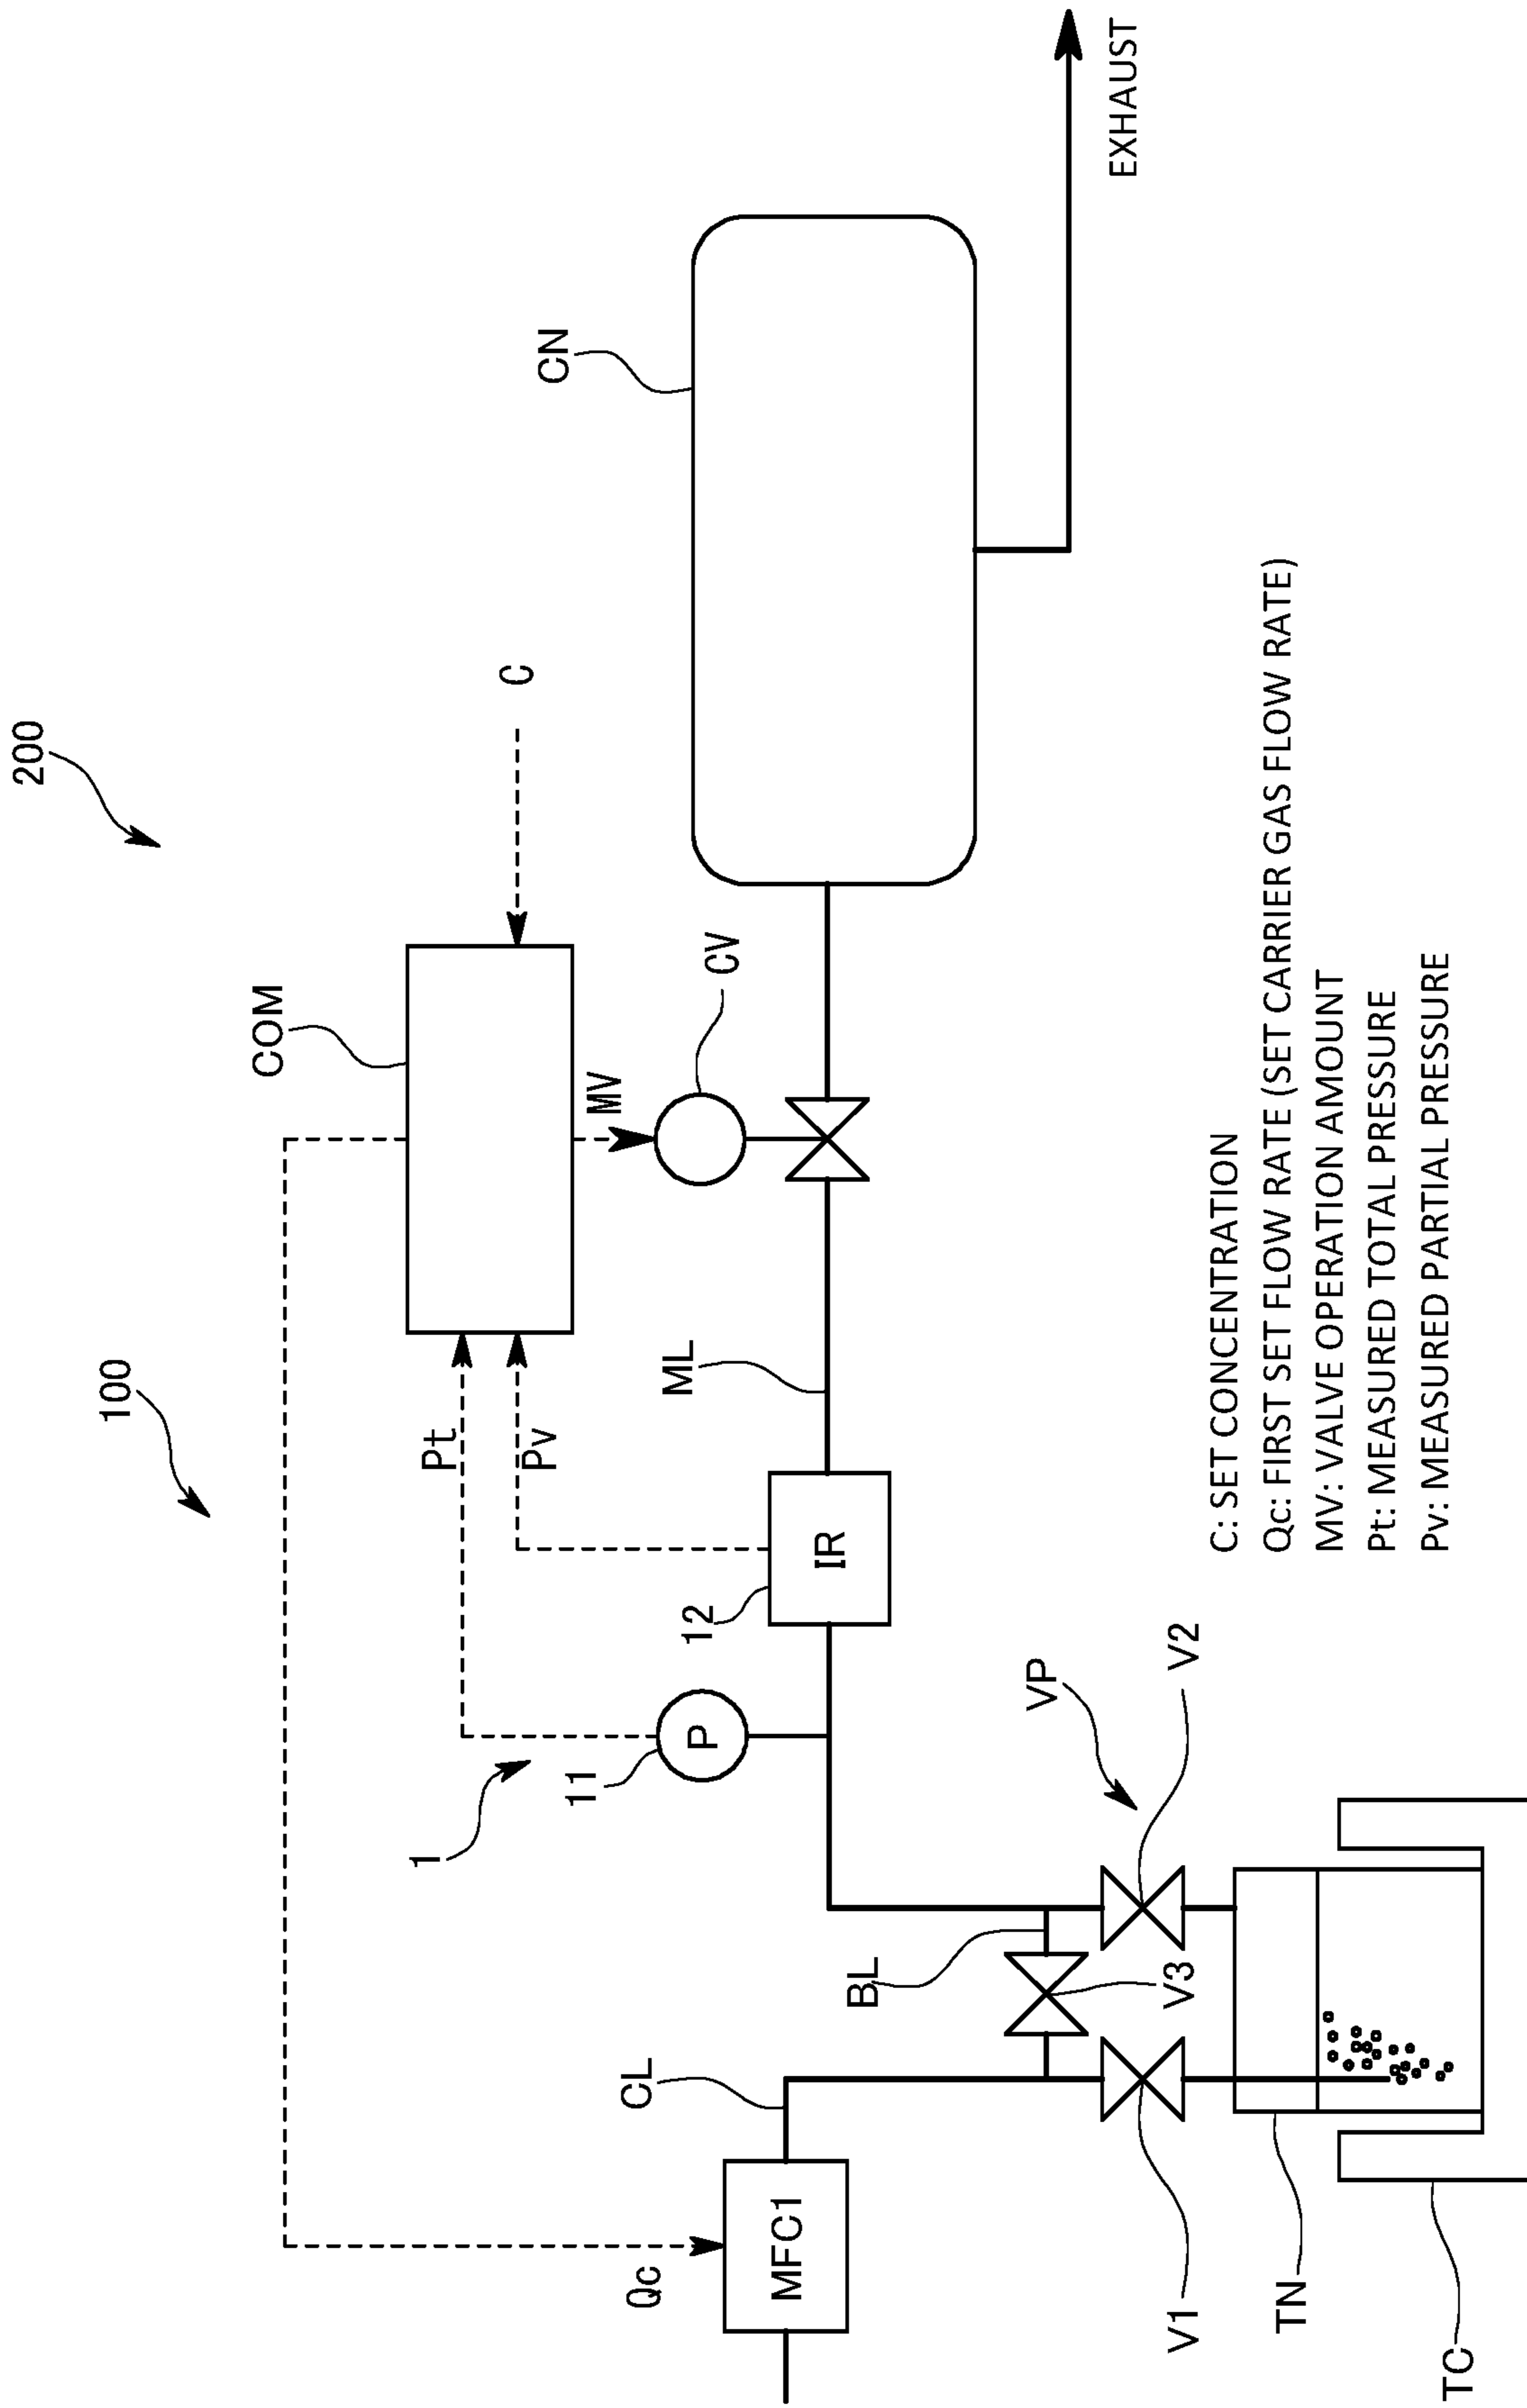 200
100
COM
C
Pt
Pv
MV
CV
CN
Qc
1
11
P
12
IR
ML
MFC1
CL
BL
VP
V1
V3
V2
TN
TC
EXHAUST
C: SET CONCENTRATION
Qc: FIRST SET FLOW RATE (SET CARRIER GAS FLOW RATE)
MV: VALVE OPERATION AMOUNT
Pt: MEASURED TOTAL PRESSURE
Pv: MEASURED PARTIAL PRESSURE